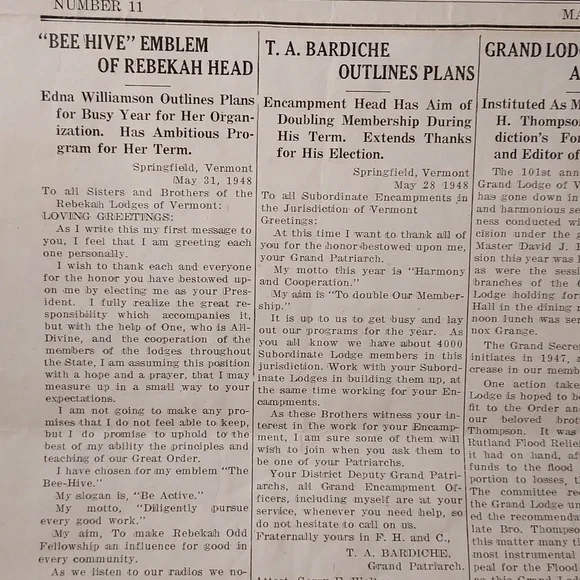 NUMBER 11
"BEE HIVE" EMBLEM
OF REBEKAH HEAD
Edna Williamson Outlines Plans
for Busy Year for Her Organ-
ization. Has Ambitious Pro-
gram for Her Term.
Springfield, Vermont
May 31, 1948
To all Sisters and Brothers of the
Rebekah Lodges of Vermont:
LOVING GREETINGS:
As I write this my first message to
you, I feel that I am greeting each
one personally.
I wish to thank each and everyone
for the honor you have bestowed up-
on me by electing me as your Pres-
ident. I fully realize the great re-
sponsibility which accompanies it,
but with the help of One, who is All-
Divine, and the cooperation of the
members of the lodges throughout
the State, I am assuming this position
with a hope and a prayer, that I may
measure up in a small way to your
expectations.
I am not going to make any pro-
mises that I do not feel able to keep,
but I do promise to uphold to the
best of my ability the principles and
teaching of our Great Order.
I have chosen for my emblem "The
Bee-Hive."
My slogan is, "Be Active."
My motto, "Diligently pursue
every good work."
My aim, To make Rebekah Odd
Fellowship an influence for good in
every community.
As we listen to our radios we no-
T. A. BARDICHE
OUTLINES PLANS
Encampment Head Has Aim of
Doubling Membership During
His Term. Extends Thanks
for His Election.
Springfield, Vermont
May 28 1948
To all Subordinate Encampments in
the Jurisdiction of Vermont
Greetings:
At this time I want to thank all of
you for the honor bestowed upon me,
your Grand Patriarch.
My motto this year is "Harmony
and Cooperation."
My aim is "To double Our Member-
ship."
It is up to us to get busy and lay
out our programs for the year. As
you all know we have about 4000
Subordinate Lodge members in this
jurisdiction. Work with your Subord-
inate Lodges in building them up, at
the same time working for your En-
campments.
As these Brothers witness your in-
terest in the work for your Encamp-
ment, I am sure some of them will
wish to join when you ask them to
be one of your Patriarchs.
Your District Deputy Grand Patri-
archs, all Grand Encampment Of-
ficers, including myself are at your
service, whenever you need help, so
do not hesitate to call on us.
Fraternally yours in F. H. and C.,
T. A. BARDICHE,
Grand Patriarch.
GRAND LOD
A
Instituted As M
H. Thompso
diction's Fo
and Editor of
The 101st ann
Grand Lodge of V
has gone down in
and harmonious s
ness conducted wi
cision under the g
Master David J. I
sion this year was
as were the sessi
branches of the
Lodge holding for
Hall in the dining r
noon lunch was ser
nox Grange.
The Grand Secre
initiates in 1947,
crease in our memb
One action take
Lodge is hoped to be
fit to the Order an
our beloved brot
Thompson. It was
Rutland Flood Relie
it had on hand, aft
funds to the flood
portion to losses, t
The committee re
the Grand Lodge un
ed the recommenda
late Bro. Thompson
this matter many ti
most instrumental
peal for the Flood